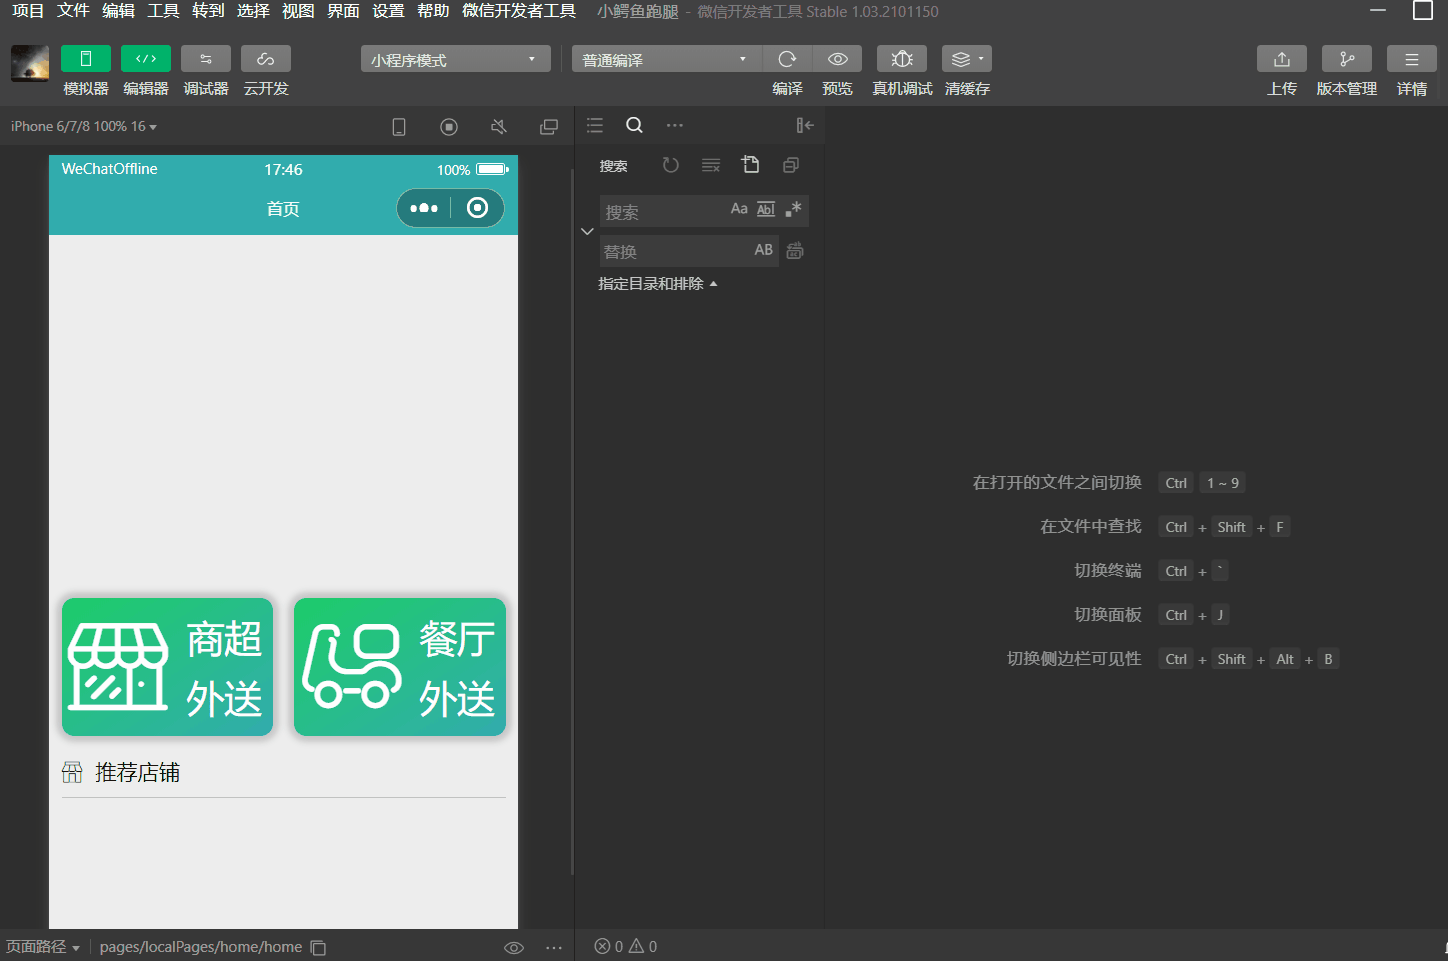 项目 文件 编辑 工具 转到 选择 视图 界面 设置 帮助 微信开发者工具 小鳄鱼跑腿 - 微信开发者工具 Stable 1.03.2101150
小程序模式 普通编译
模拟器 编辑器 调试器 云开发 编译 预览 真机调试 清缓存 上传 版本管理 详情
iPhone 6/7/8 100% 16
WeChatOffline 17:46 100%
首页
搜索
搜索 Aa Abl
替换 AB
指定目录和排除
在打开的文件之间切换 Ctrl 1 ~ 9
在文件中查找 Ctrl + Shift + F
切换终端 Ctrl + `
切换面板 Ctrl + J
切换侧边栏可见性 Ctrl + Shift + Alt + B
商超 餐厅
外送 外送
推荐店铺
页面路径 pages/localPages/home/home 0 0